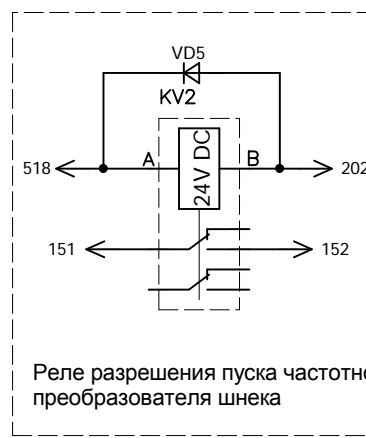 VD5
KV2
518 A 24V DC B 202
151 152
Реле разрешения пуска частотно
преобразователя шнека